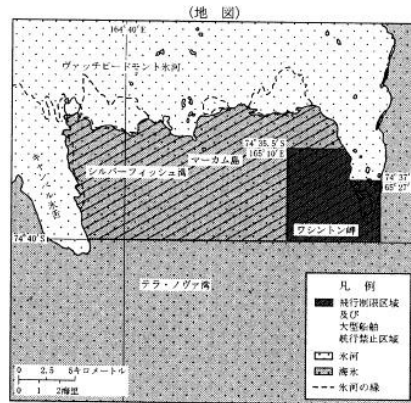 (地 図)
164°40'E
ヴァッチピードモント氷河
74°35.5'S
マーカム島
165°10'E
シルバーフィッシュ湾
74°37'
65°27'
キャンベル氷舌
ワシントン岬
74°40'S
テラ・ノヴァ湾
凡 例
飛行制限区域
及び
大型船舶
航行禁止区域
氷河
海氷
氷河の縁
0 2.5 5キロメートル
0 1 2海里